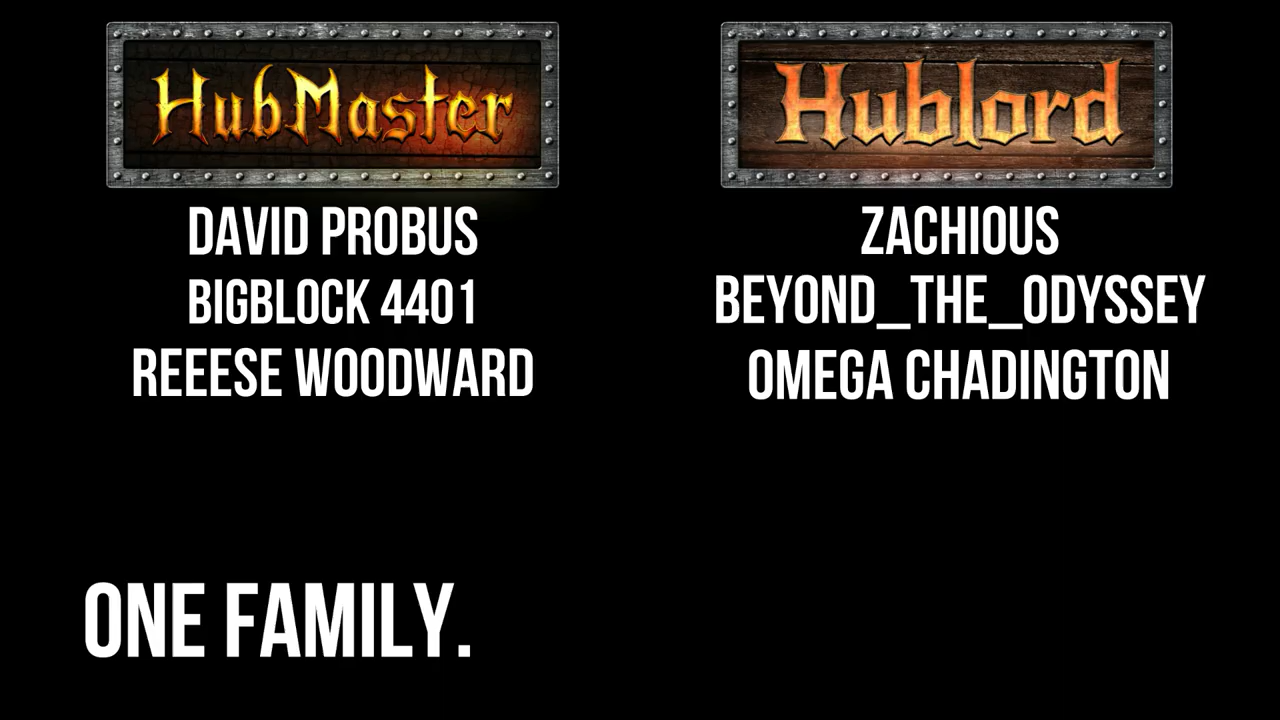 HubMaster
DAVID PROBUS
BIGBLOCK 4401
REEESE WOODWARD
Hublord
ZACHIOUS
BEYOND_THE_ODYSSEY
OMEGA CHADINGTON
ONE FAMILY.